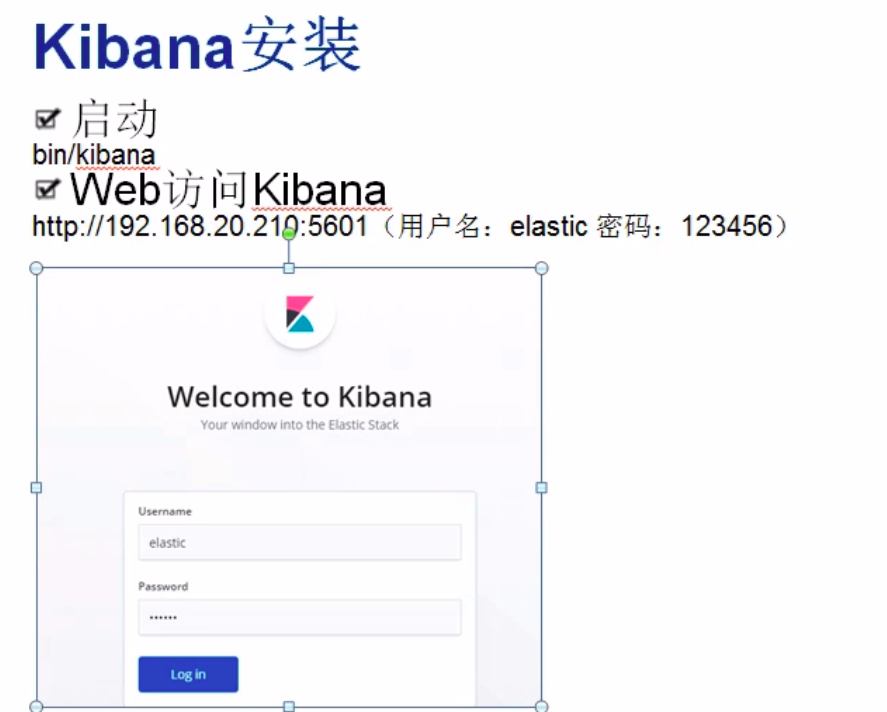 Kibana安装
启动
bin/kibana
Web访问Kibana
http://192.168.20.210:5601（用户名：elastic 密码：123456）
Welcome to Kibana
Your window into the Elastic Stack
Username
elastic
Password
••••••
Log in